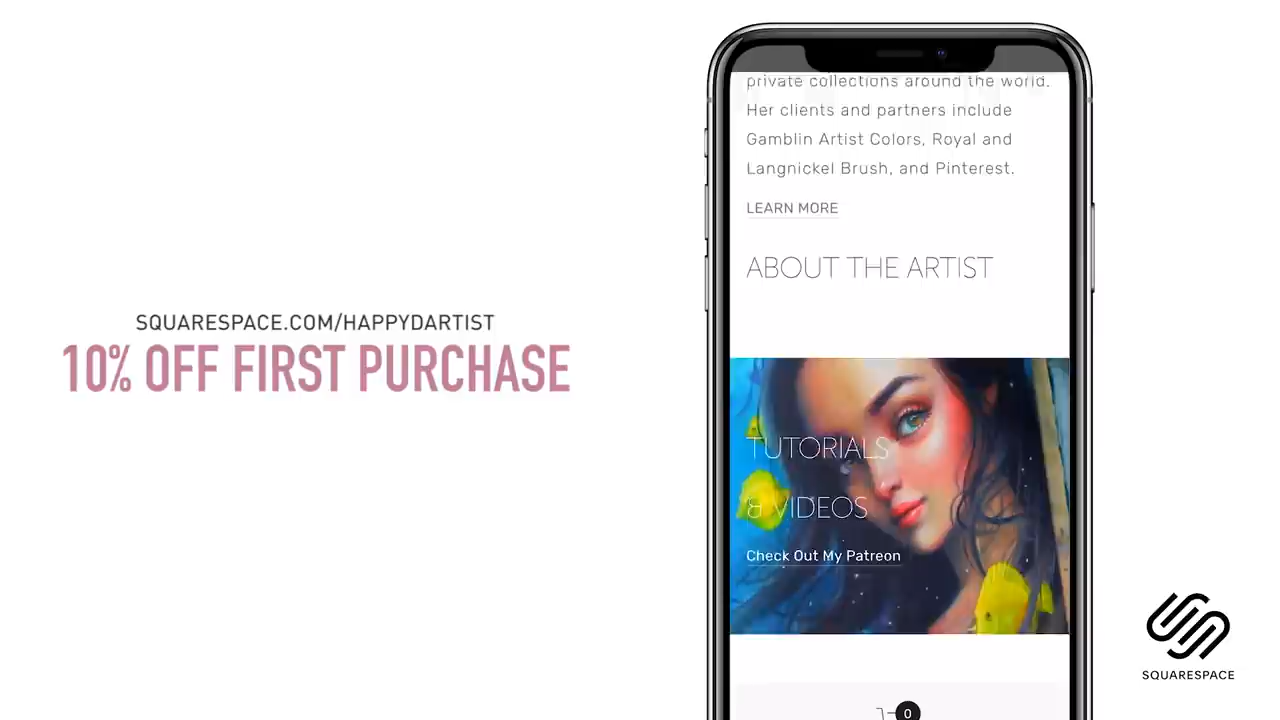 SQUARESPACE.COM/HAPPYDARTIST
10% OFF FIRST PURCHASE
private collections around the world.
Her clients and partners include
Gamblin Artist Colors, Royal and
Langnickel Brush, and Pinterest.
LEARN MORE
ABOUT THE ARTIST
TUTORIALS
& VIDEOS
Check Out My Patreon
0
SQUARESPACE